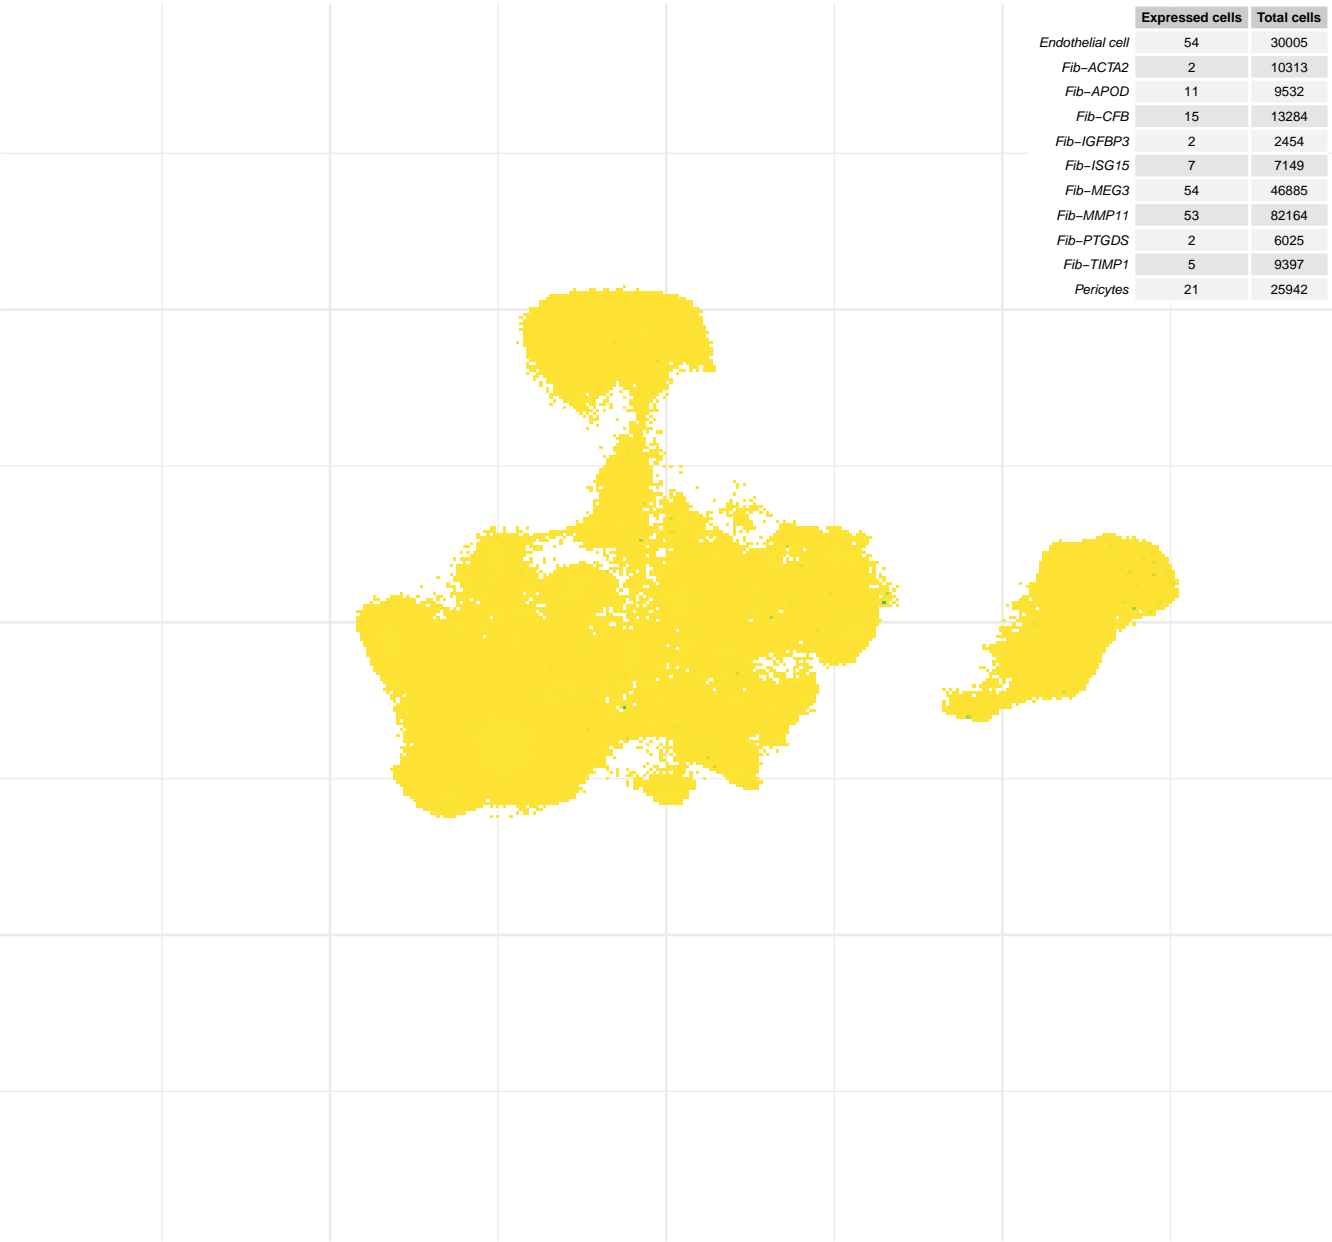 Expressed cells Total cells
Endothelial cell 54 30005
Fib−ACTA2 2 10313
Fib−APOD 11 9532
Fib−CFB 15 13284
Fib−IGFBP3 2 2454
Fib−ISG15 7 7149
Fib−MEG3 54 46885
Fib−MMP11 53 82164
Fib−PTGDS 2 6025
Fib−TIMP1 5 9397
Pericytes 21 25942